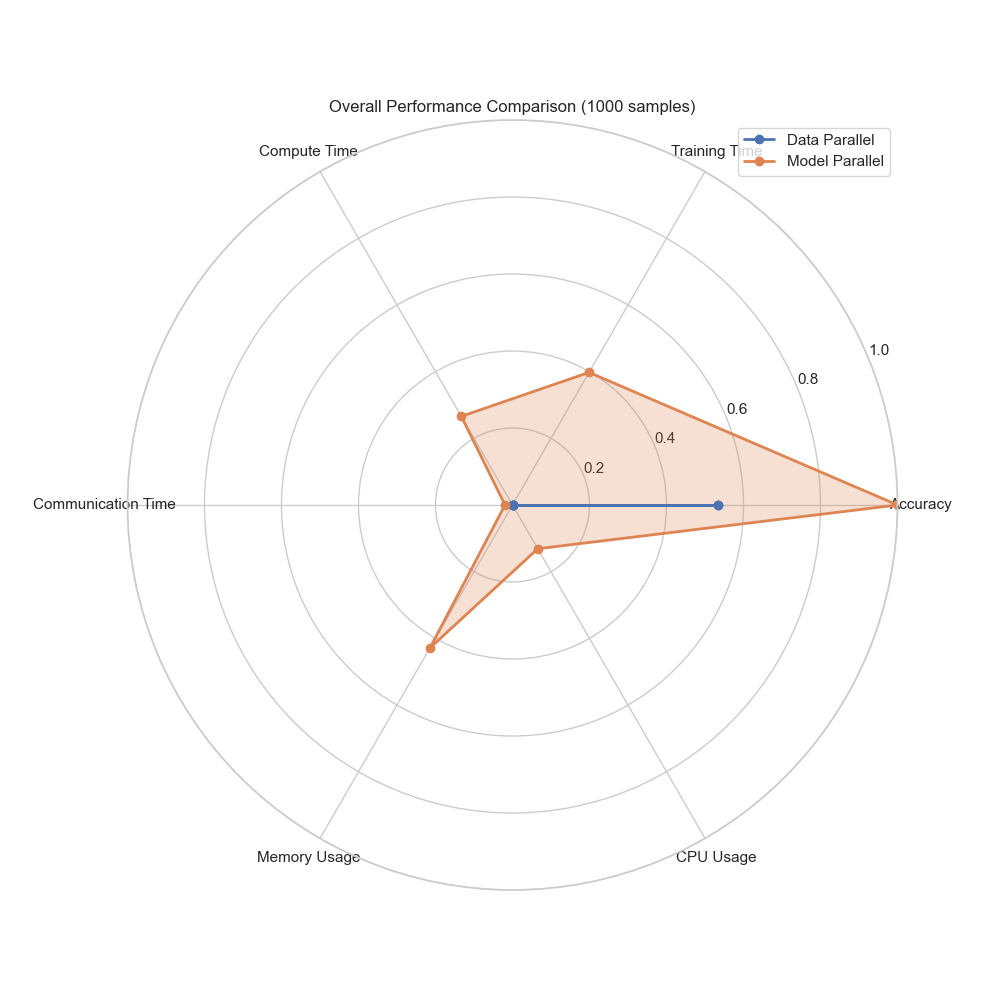 Overall Performance Comparison (1000 samples)
Data Parallel
Model Parallel
Compute Time
Training Time
1.0
0.8
0.6
0.4
0.2
Communication Time
Accuracy
Memory Usage
CPU Usage